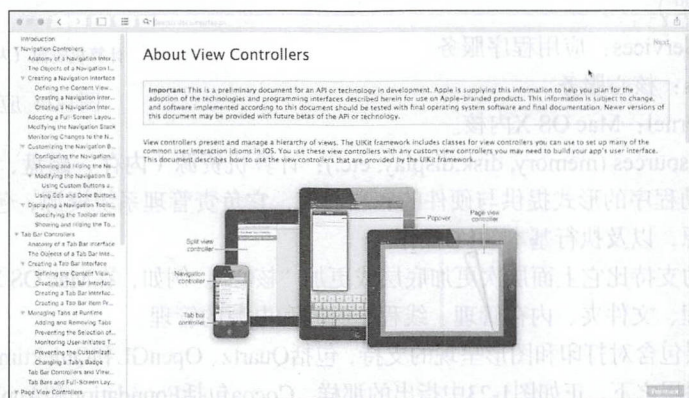 Introduction
Navigation Controllers
Anatomy of a Navigation Inter...
The Objects of a Navigation I...
Creating a Navigation Interface
Defining the Content View...
Creating a Navigation Inter...
Creating a Navigation Inter...
Adopting a Full-Screen Layou...
Modifying the Navigation Stack
Monitoring Changes to the N...
Customizing the Navigation B...
Configuring the Navigation...
Showing and Hiding the Na...
Modifying the Navigation B...
Using Custom Buttons a...
Using Edit and Done Buttons
Displaying a Navigation Toolb...
Specifying the Toolbar Items
Showing and Hiding the To...
Tab Bar Controllers
Anatomy of a Tab Bar Interface
The Objects of a Tab Bar Inte...
Creating a Tab Bar Interface
Defining the Content View...
Creating a Tab Bar Interfac...
Creating a Tab Bar Interfac...
Creating a Tab Bar Item Fr...
Managing Tabs at Runtime
Adding and Removing Tabs
Preventing the Selection of...
Monitoring User-Initiated T...
Preventing the Customizati...
Changing a Tab's Badge
Tab Bar Controllers and View...
Tab Bars and Full-Screen Lay...
Page View Controllers
Next
About View Controllers
Important: This is a preliminary document for an API or technology in development. Apple is supplying this information to help you plan for the
adoption of the technologies and programming interfaces described herein for use on Apple-branded products. This information is subject to change,
and software implemented according to this document should be tested with final operating system software and final documentation. Newer versions of
this document may be provided with future betas of the API or technology.
View controllers present and manage a hierarchy of views. The UIKit framework includes classes for view controllers you can use to set up many of the
common user interaction idioms in iOS. You use these view controllers with any custom view controllers you may need to build your app's user interface.
This document describes how to use the view controllers that are provided by the UIKit framework.
Split view
controller
Navigation
controller
Tab bar
controller
Popover
Page view
controller
Feedback